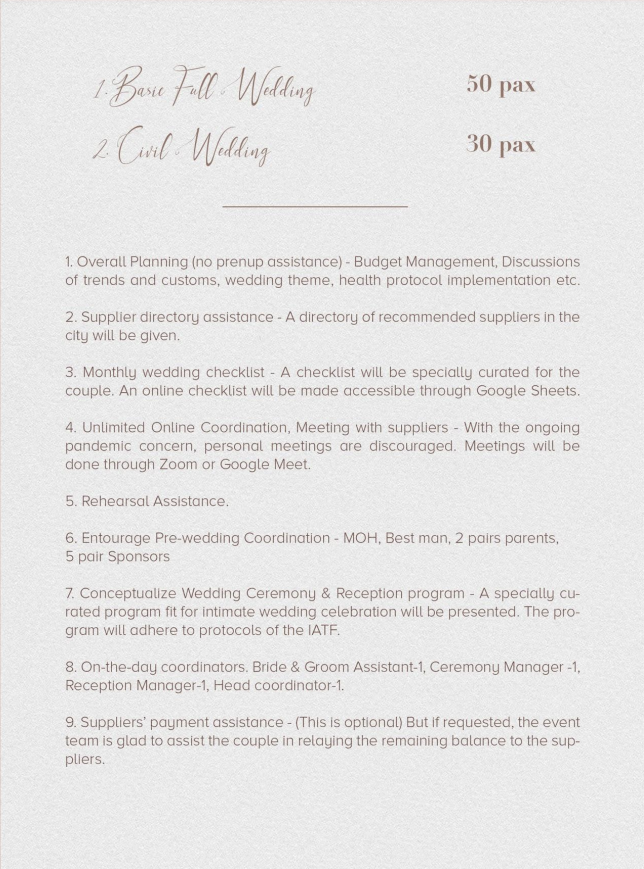 1. Basic Full Wedding 50 pax
2. Civil Wedding 30 pax
1. Overall Planning (no prenup assistance) - Budget Management, Discussions
of trends and customs, wedding theme, health protocol implementation etc.
2. Supplier directory assistance - A directory of recommended suppliers in the
city will be given.
3. Monthly wedding checklist - A checklist will be specially curated for the
couple. An online checklist will be made accessible through Google Sheets.
4. Unlimited Online Coordination, Meeting with suppliers - With the ongoing
pandemic concern, personal meetings are discouraged. Meetings will be
done through Zoom or Google Meet.
5. Rehearsal Assistance.
6. Entourage Pre-wedding Coordination - MOH, Best man, 2 pairs parents,
5 pair Sponsors
7. Conceptualize Wedding Ceremony & Reception program - A specially cu-
rated program fit for intimate wedding celebration will be presented. The pro-
gram will adhere to protocols of the IATF.
8. On-the-day coordinators. Bride & Groom Assistant-1, Ceremony Manager -1,
Reception Manager-1, Head coordinator-1.
9. Suppliers' payment assistance - (This is optional) But if requested, the event
team is glad to assist the couple in relaying the remaining balance to the sup-
pliers.